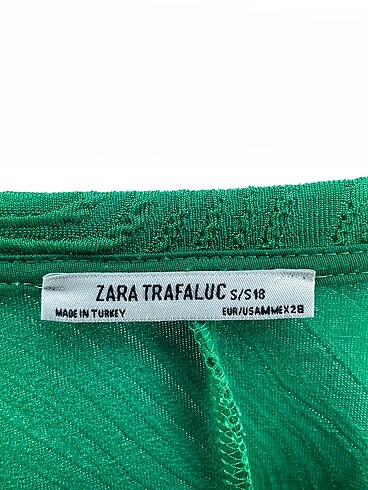 ZARA TRAFALUC S/S18
MADE IN TURKEY EUR/USAMMEX28